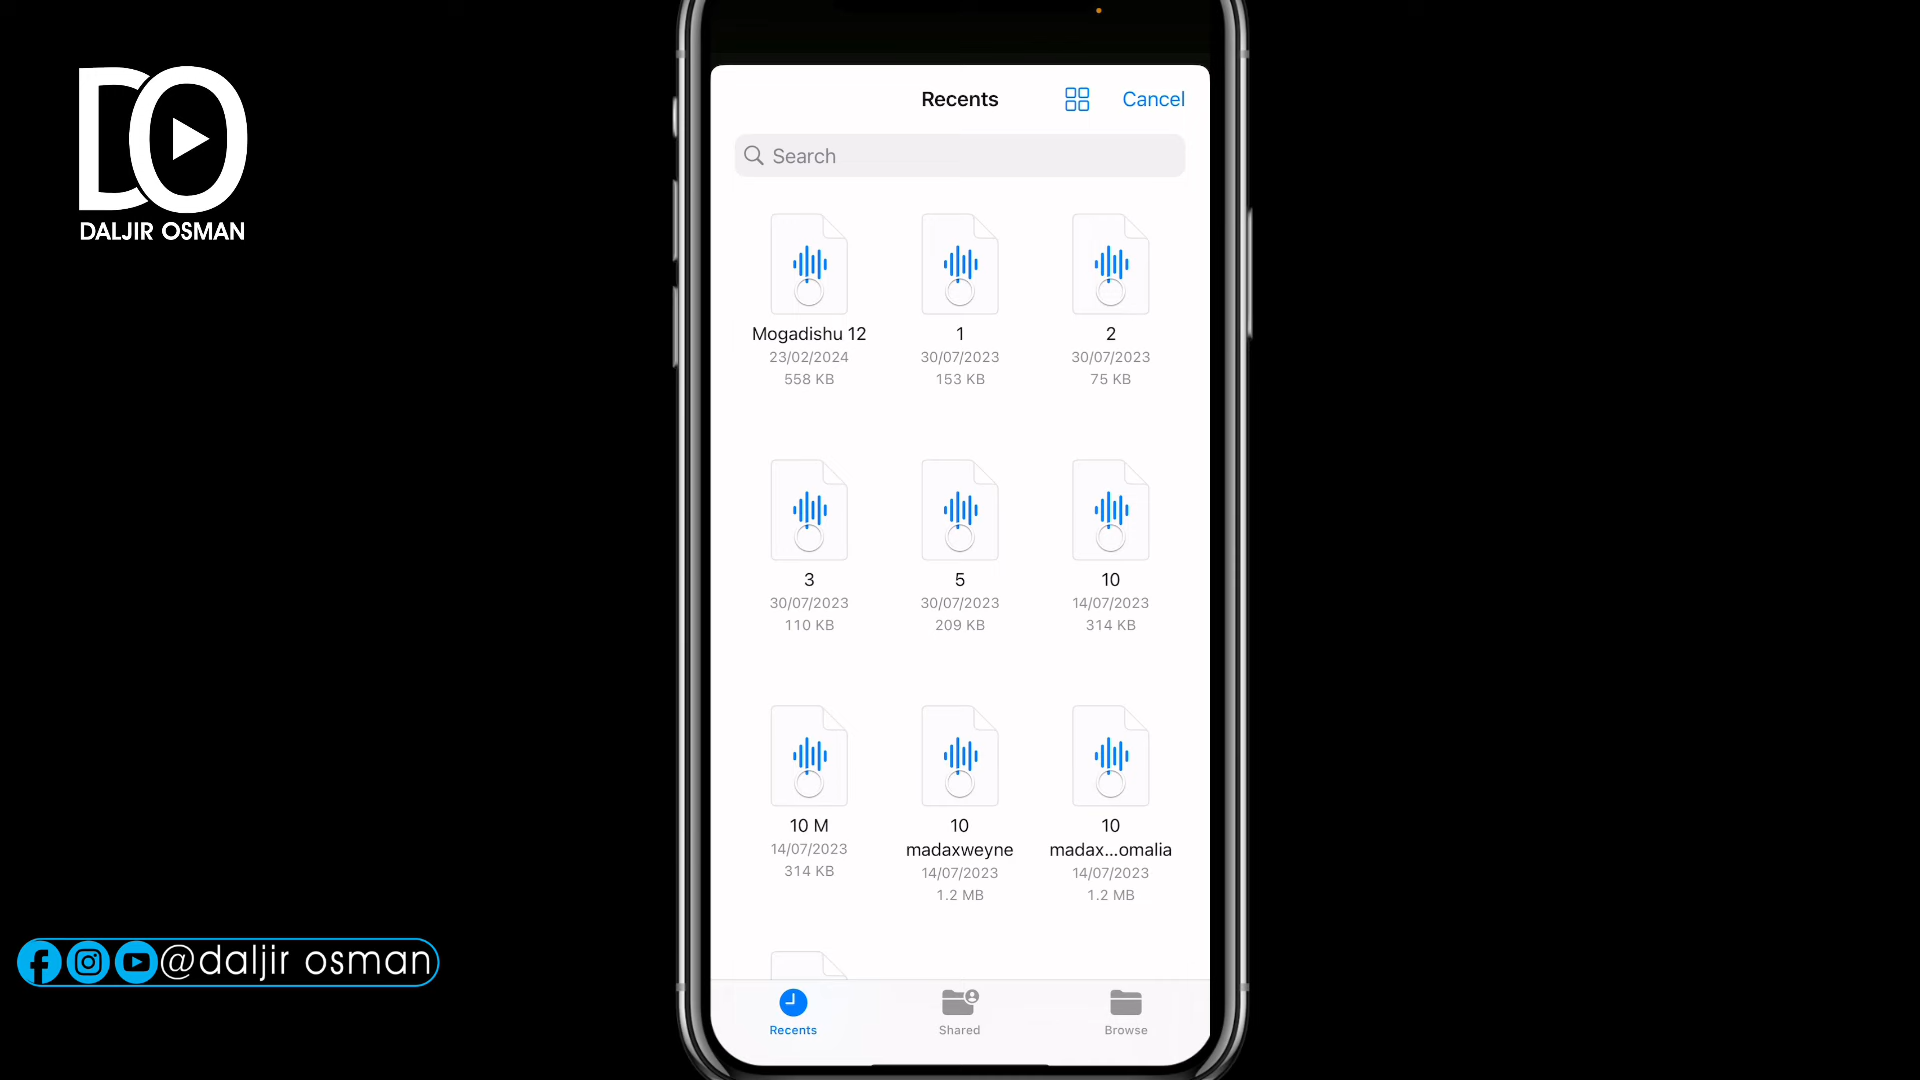 DO
DALJIR OSMAN
Recents
Cancel
Search
Mogadishu 12
23/02/2024
558 KB
1
30/07/2023
153 KB
2
30/07/2023
75 KB
3
30/07/2023
110 KB
5
30/07/2023
209 KB
10
14/07/2023
314 KB
10 M
14/07/2023
314 KB
10
madaxweyne
14/07/2023
1.2 MB
10
madax...omalia
14/07/2023
1.2 MB
@daljir osman
Recents
Shared
Browse